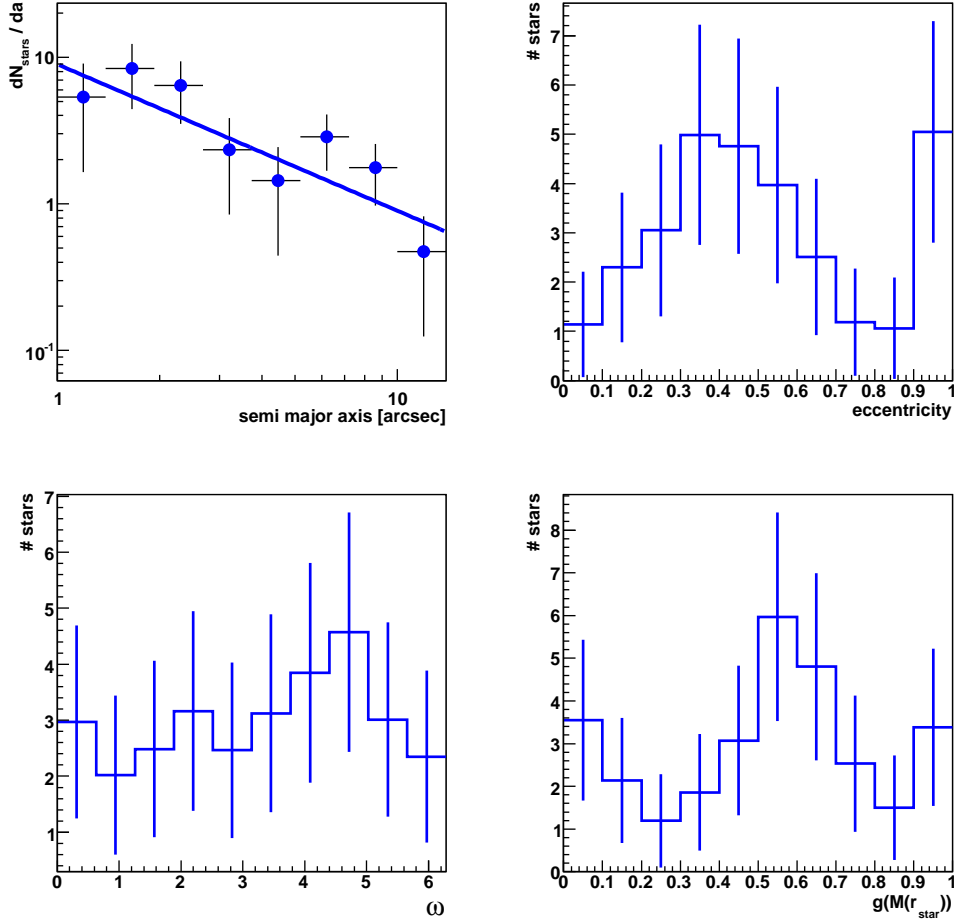 dN_stars / da
10
1
10^-1
1
10
semi major axis [arcsec]
# stars
7
6
5
4
3
2
1
0
0 0.1 0.2 0.3 0.4 0.5 0.6 0.7 0.8 0.9 1
eccentricity
# stars
7
6
5
4
3
2
1
0 1 2 3 4 5 6
ω
# stars
8
7
6
5
4
3
2
1
0
0 0.1 0.2 0.3 0.4 0.5 0.6 0.7 0.8 0.9 1
g(M(r_star))